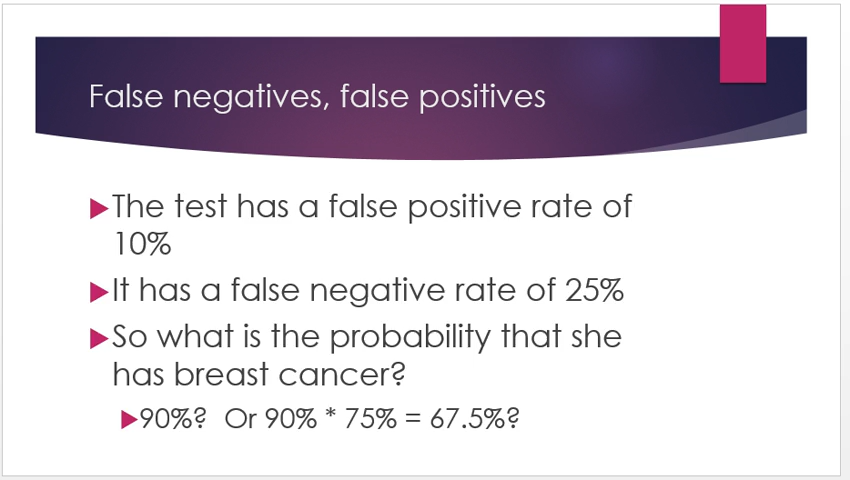 False negatives, false positives
The test has a false positive rate of
10%
It has a false negative rate of 25%
So what is the probability that she
has breast cancer?
90%?  Or 90% * 75% = 67.5%?